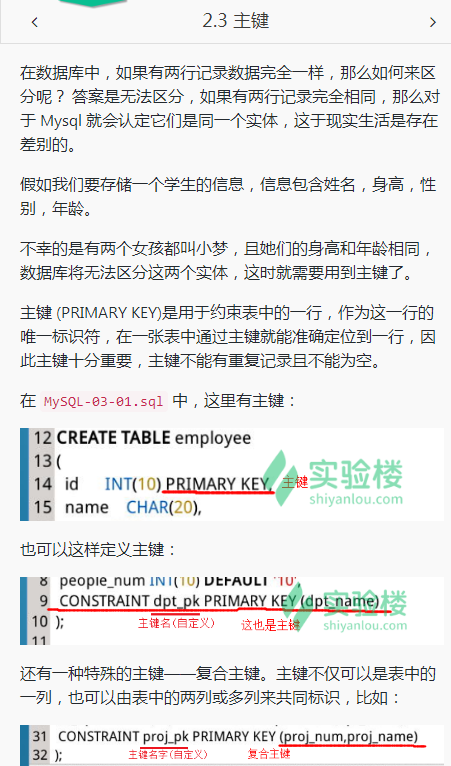 2.3 主键
在数据库中，如果有两行记录数据完全一样，那么如何来区
分呢？ 答案是无法区分，如果有两行记录完全相同，那么对
于 Mysql 就会认定它们是同一个实体，这于现实生活是存在
差别的。
假如我们要存储一个学生的信息，信息包含姓名，身高，性
别，年龄。
不幸的是有两个女孩都叫小梦，且她们的身高和年龄相同，
数据库将无法区分这两个实体，这时就需要用到主键了。
主键 (PRIMARY KEY)是用于约束表中的一行，作为这一行的
唯一标识符，在一张表中通过主键就能准确定位到一行，因
此主键十分重要，主键不能有重复记录且不能为空。
在 MySQL-03-01.sql 中，这里有主键：
12 CREATE TABLE employee
13 (
14 id INT(10) PRIMARY KEY, 主键
15 name CHAR(20),
实验楼
shiyanlou.com
也可以这样定义主键：
8 people_num INT(10) DEFAULT '10',
9 CONSTRAINT dpt_pk PRIMARY KEY (dpt_name)
10 ); 主键名(自定义) 这也是主键
11
实验楼
shiyanlou.com
还有一种特殊的主键——复合主键。主键不仅可以是表中的
一列，也可以由表中的两列或多列来共同标识，比如：
31 CONSTRAINT proj_pk PRIMARY KEY (proj_num,proj_name)
32 ); 主键名字(自定义) 复合主键